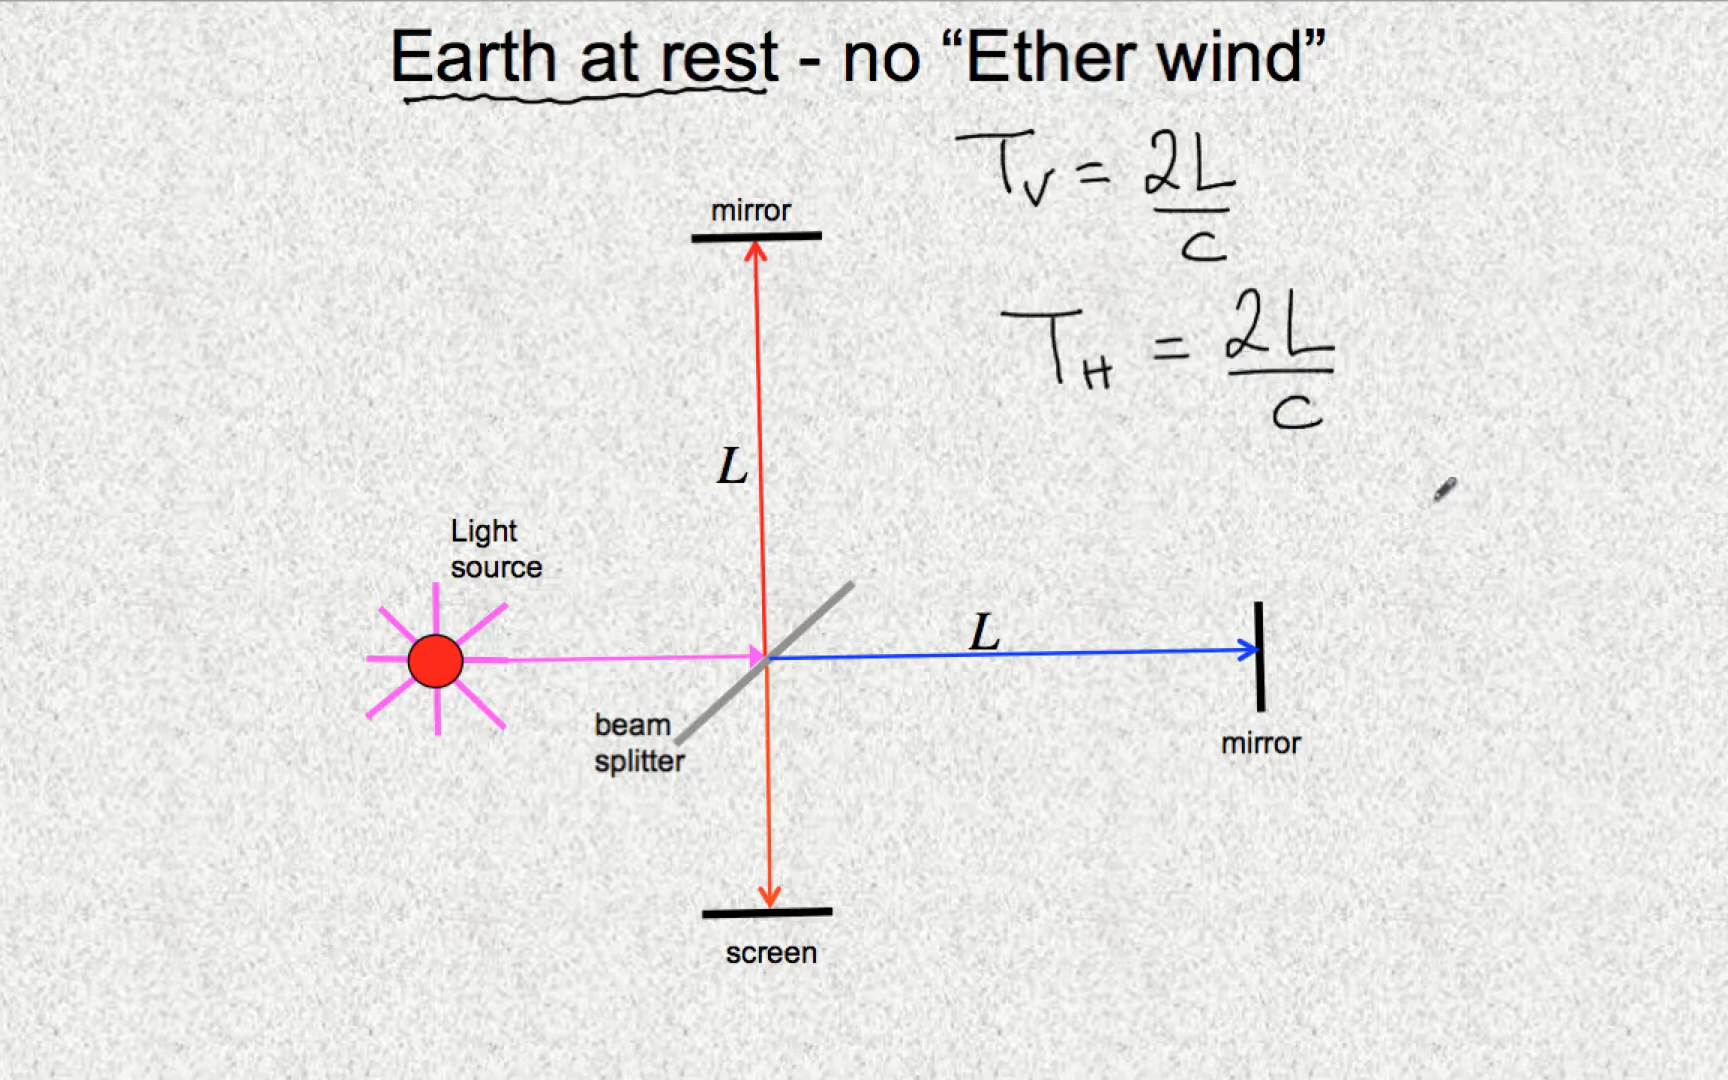 Earth at rest - no “Ether wind”
T_V = 2L/c
mirror
T_H = 2L/c
L
Light
source
L
beam
splitter
mirror
screen